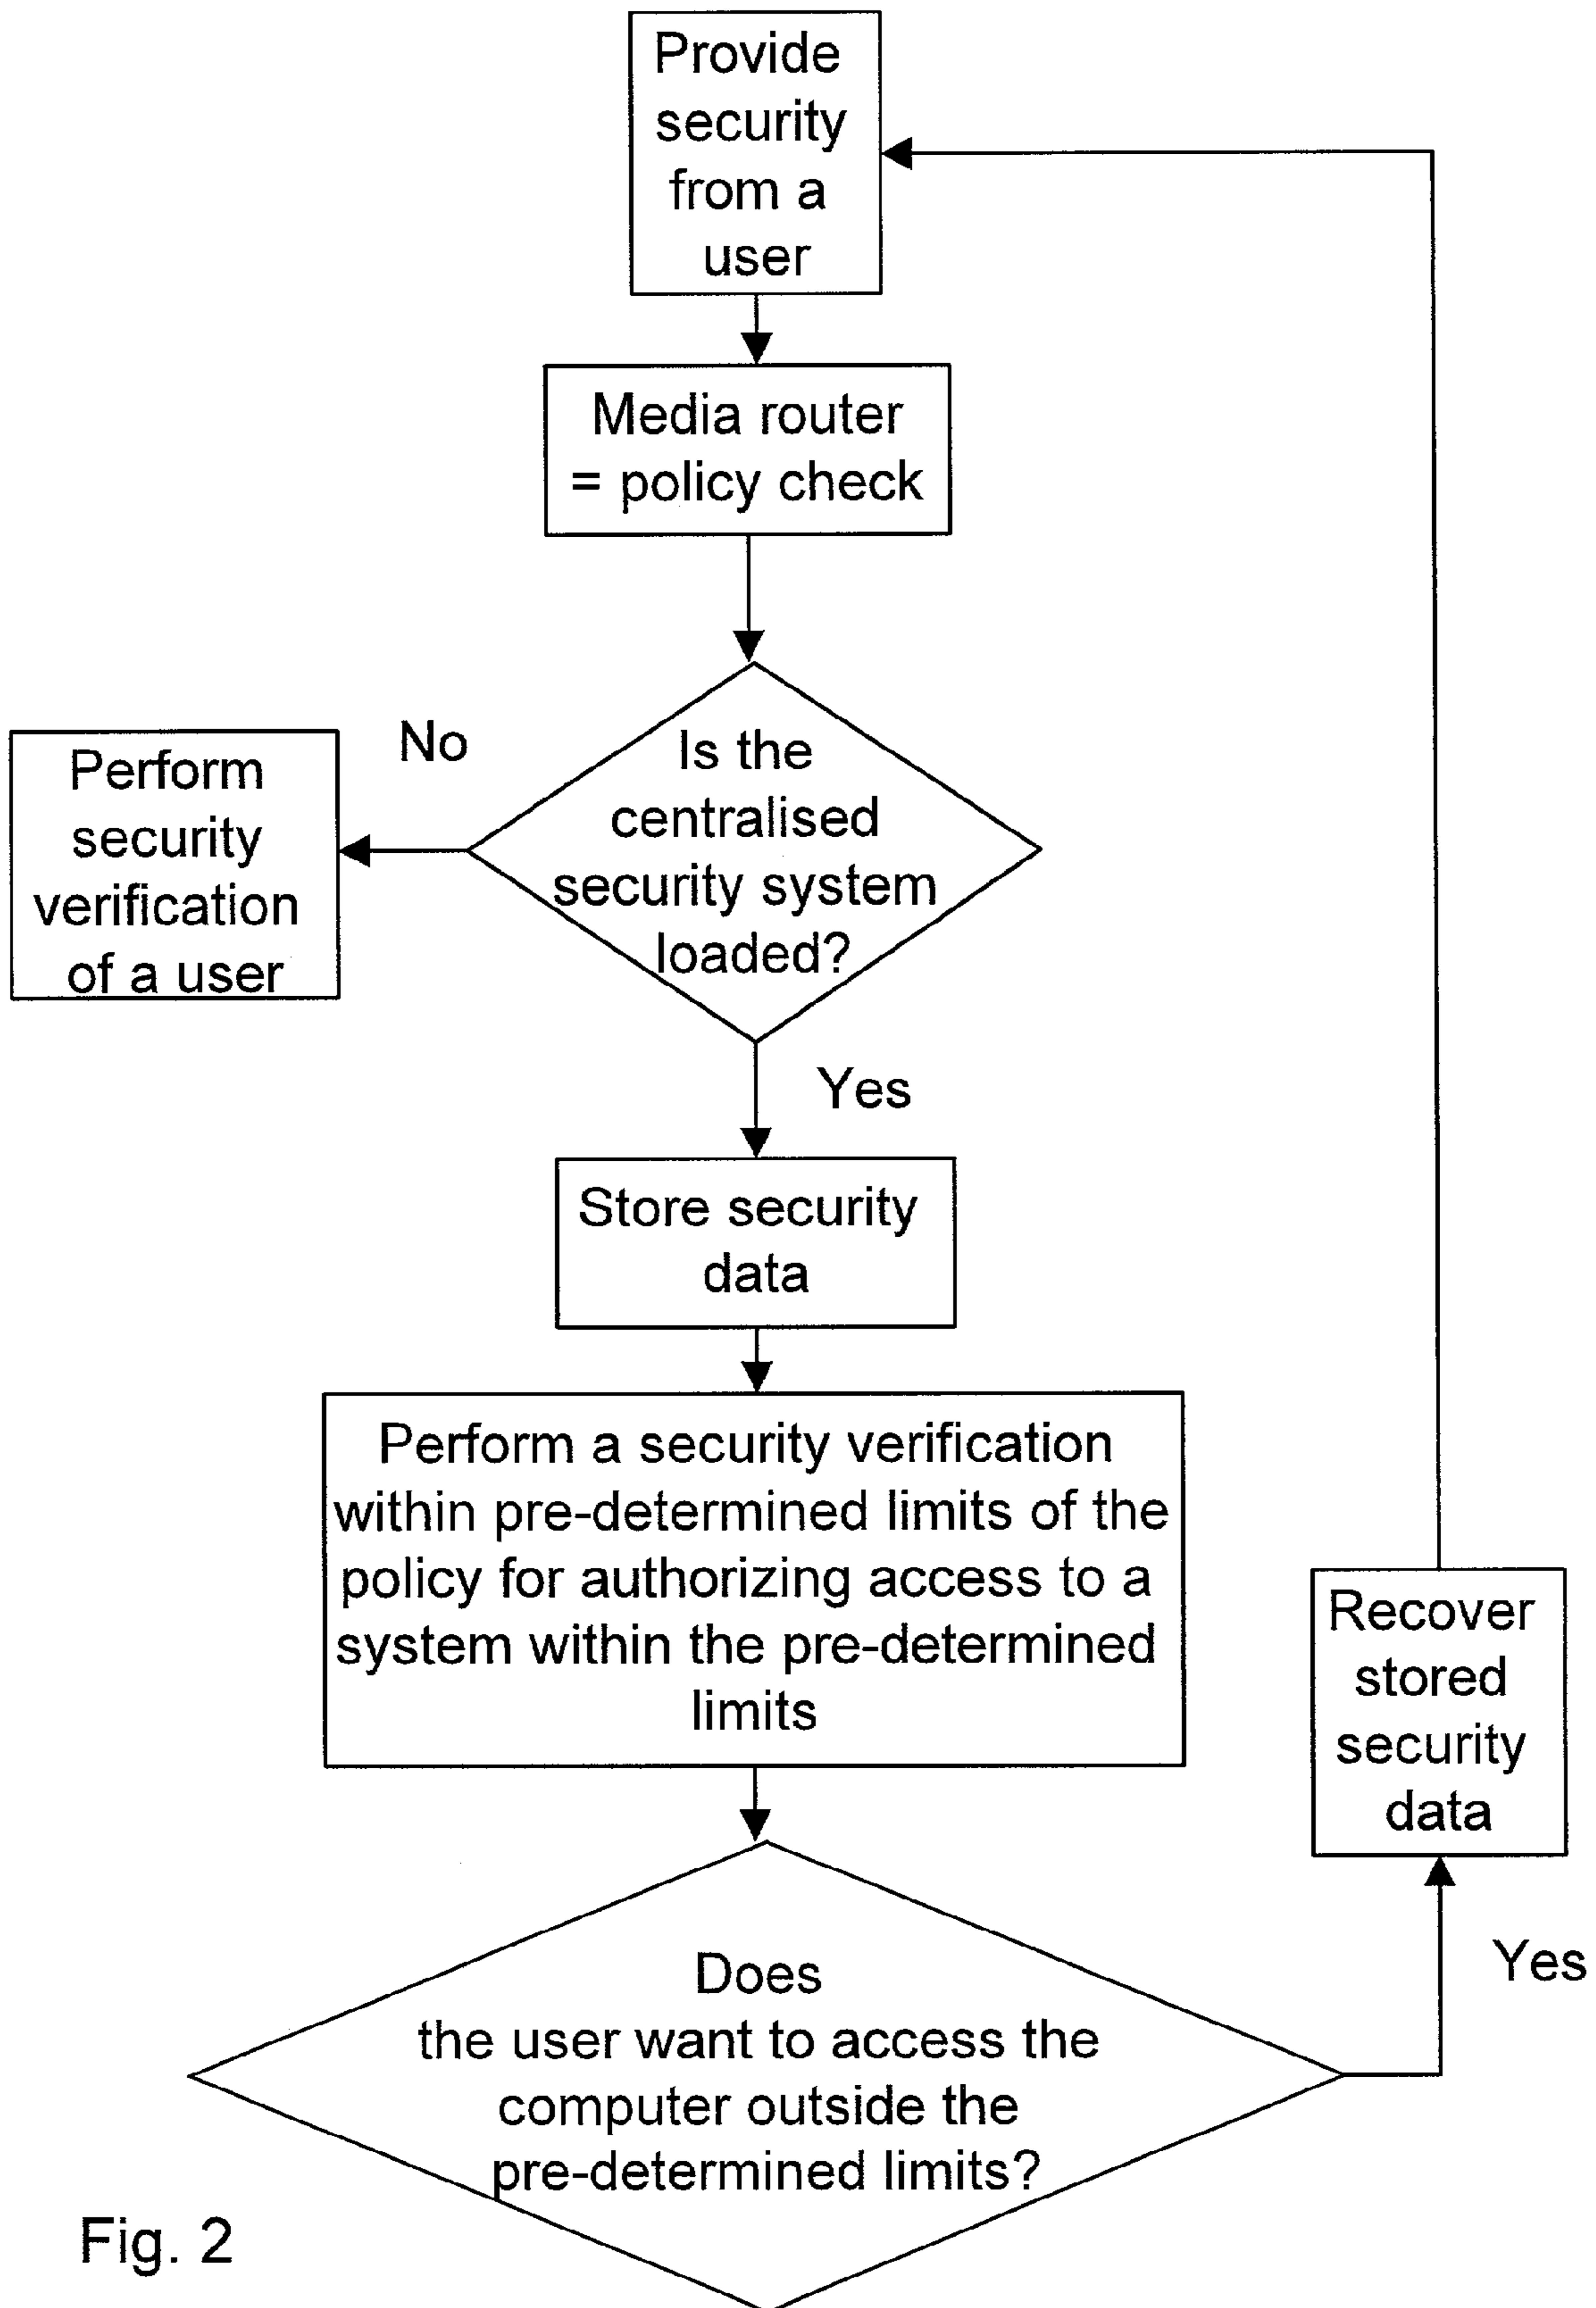 Provide
security
from a
user
Media router
= policy check
No
Is the
centralised
security system
loaded?
Perform
security
verification
of a user
Yes
Store security
data
Perform a security verification
within pre-determined limits of the
policy for authorizing access to a
system within the pre-determined
limits
Recover
stored
security
data
Yes
Does
the user want to access the
computer outside the
pre-determined limits?
Fig. 2